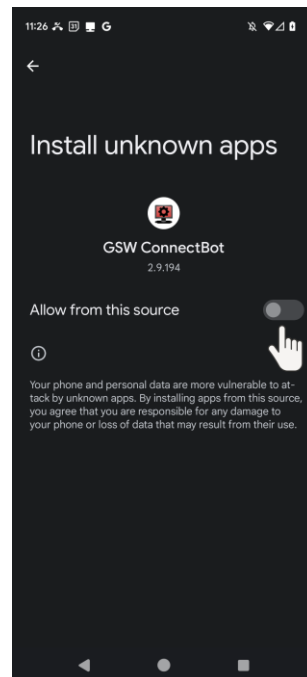 11:26 31 G
Install unknown apps
GSW ConnectBot
2.9.194
Allow from this source
Your phone and personal data are more vulnerable to at-
tack by unknown apps. By installing apps from this source,
you agree that you are responsible for any damage to
your phone or loss of data that may result from their use.